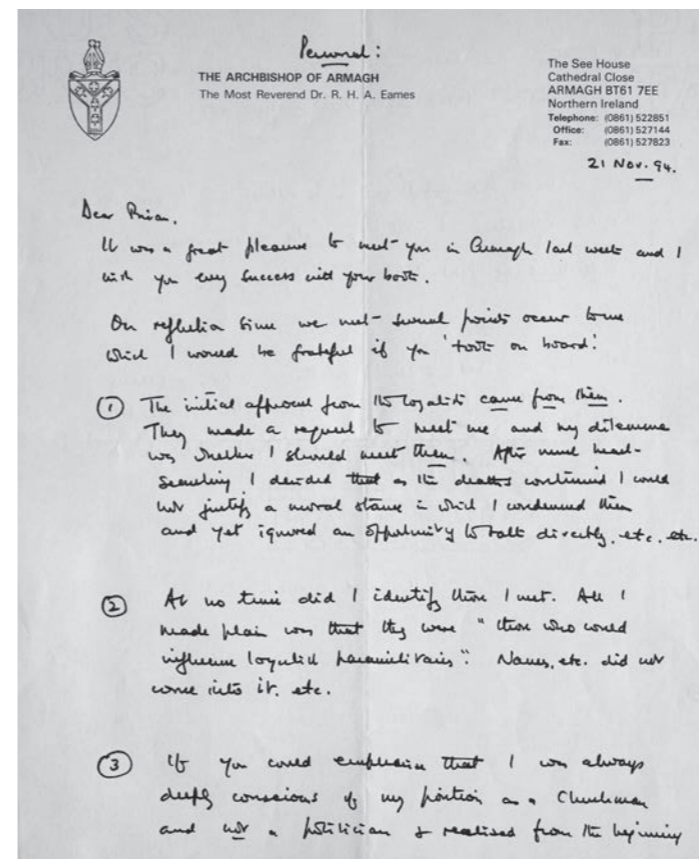 Personal:
THE ARCHBISHOP OF ARMAGH
The Most Reverend Dr. R. H. A. Eames
The See House
Cathedral Close
ARMAGH BT61 7EE
Northern Ireland
Telephone: (0861) 522851
Office: (0861) 527144
Fax: (0861) 527823
21 Nov. 94.
Dear Brian,
It was a great pleasure to meet you in Armagh last week and I
wish you every success with your book.
On reflection since we met several points occur to me
which I would be grateful if you 'took on board'.
① The initial approach from the loyalists came from them.
They made a request to meet me and my dilemma
was whether I should meet them. After much heart-
searching I decided that as the deaths continued I could
not justify a moral stance in which I condemned them
and yet ignored an opportunity to talk directly, etc. etc.
② At no time did I identify those I met. All I
made plain was that they were "those who could
influence loyalist paramilitaries". Names, etc. did not
come into it. etc.
③ If you could emphasise that I was always
deeply conscious of my position as a Churchman
and not a politician & realised from the beginning